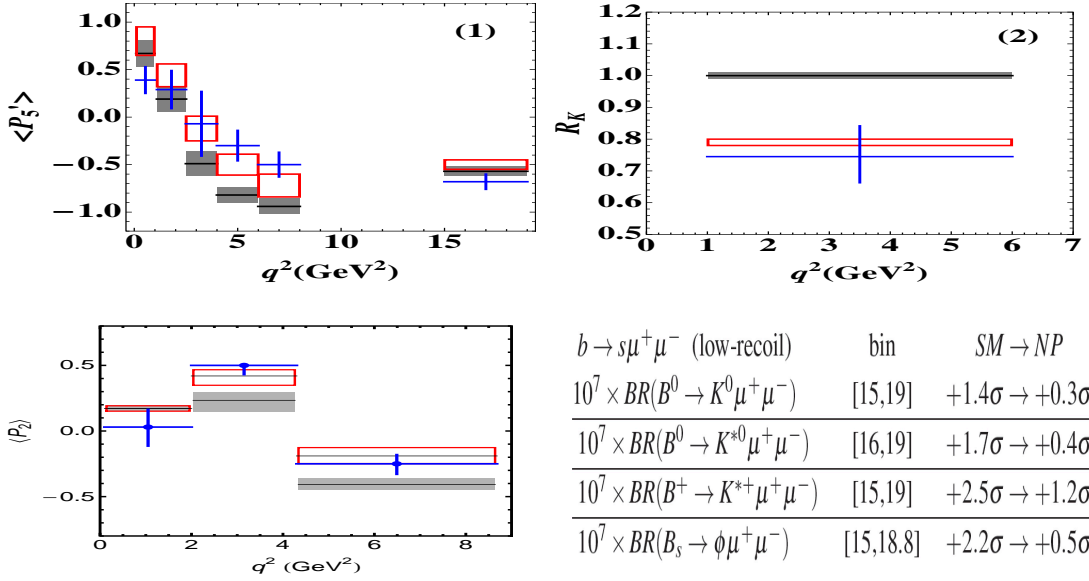 (1)
1.0
0.5
0.0
−0.5
−1.0
<P₅'>
0 5 10 15
q² (GeV²)
(2)
1.2
1.1
1.0
0.9
0.8
0.7
0.6
0.5
R_K
0 1 2 3 4 5 6 7
q² (GeV²)
0.5
0.0
−0.5
⟨P₂⟩
0 2 4 6 8
q² (GeV²)
b → sμ⁺μ⁻ (low-recoil) bin SM → NP
10⁷ × BR(B⁰ → K⁰μ⁺μ⁻) [15,19] +1.4σ → +0.3σ
10⁷ × BR(B⁰ → K*⁰μ⁺μ⁻) [16,19] +1.7σ → +0.4σ
10⁷ × BR(B⁺ → K*⁺μ⁺μ⁻) [15,19] +2.5σ → +1.2σ
10⁷ × BR(Bₛ → ϕμ⁺μ⁻) [15,18.8] +2.2σ → +0.5σ